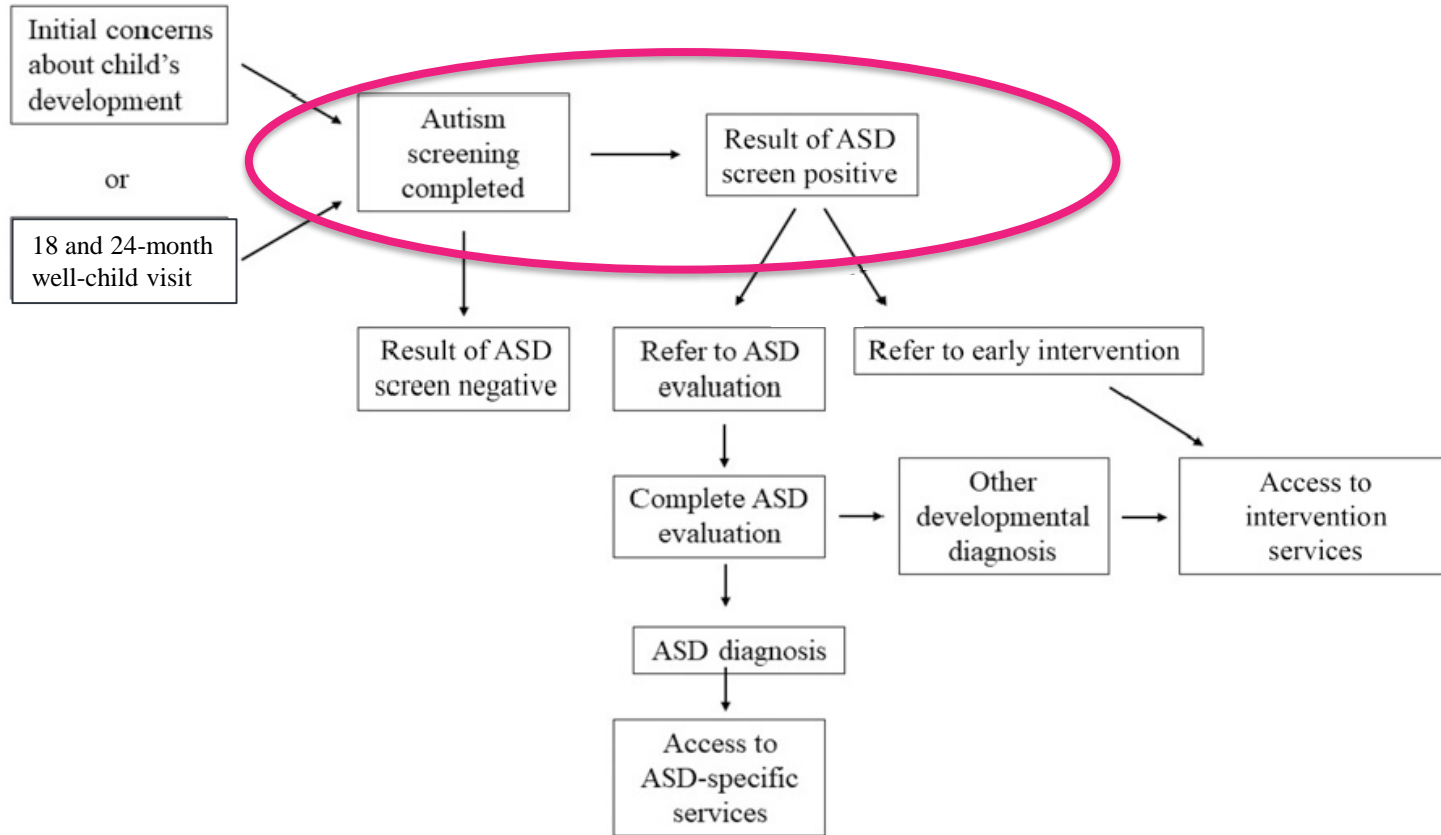 Initial concerns
about child's
development
or
18 and 24-month
well-child visit
Autism
screening
completed
Result of ASD
screen positive
Result of ASD
screen negative
Refer to ASD
evaluation
Refer to early intervention
Complete ASD
evaluation
Other
developmental
diagnosis
Access to
intervention
services
ASD diagnosis
Access to
ASD-specific
services